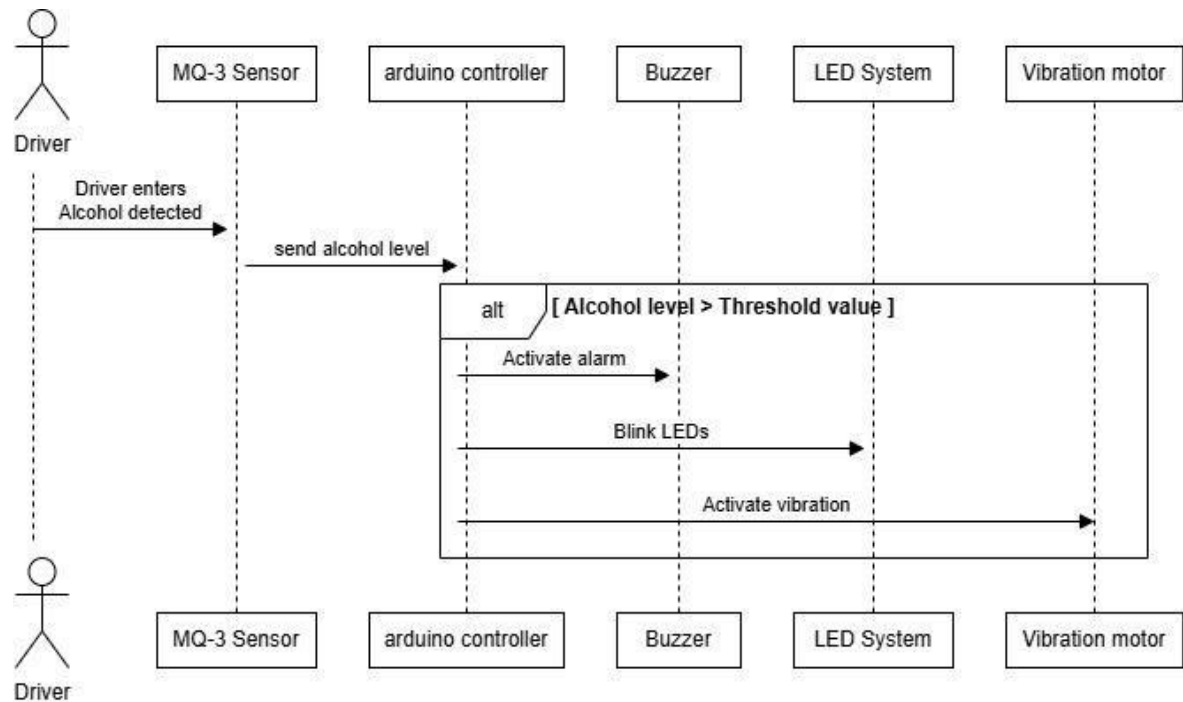 MQ-3 Sensor
arduino controller
Buzzer
LED System
Vibration motor
Driver
Driver enters
Alcohol detected
send alcohol level
alt
[ Alcohol level > Threshold value ]
Activate alarm
Blink LEDs
Activate vibration
MQ-3 Sensor
arduino controller
Buzzer
LED System
Vibration motor
Driver